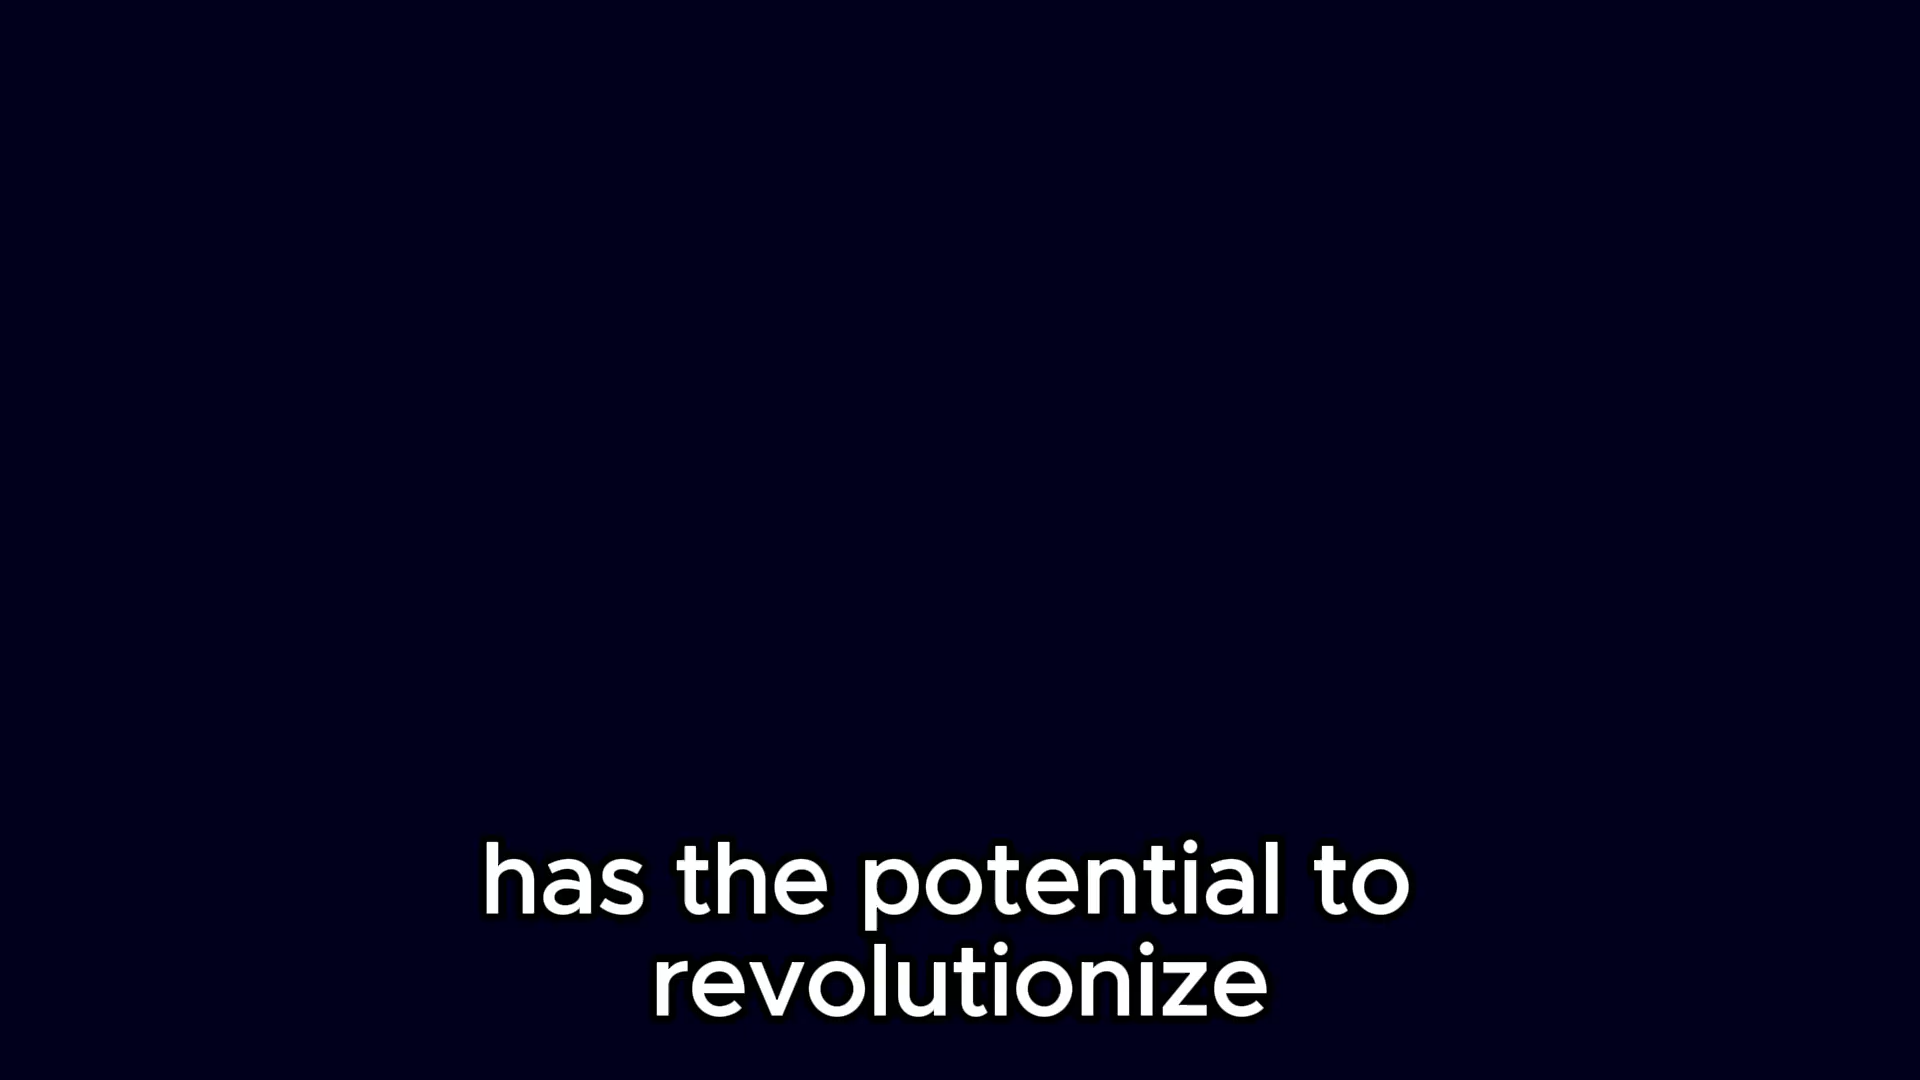 has the potential to
revolutionize